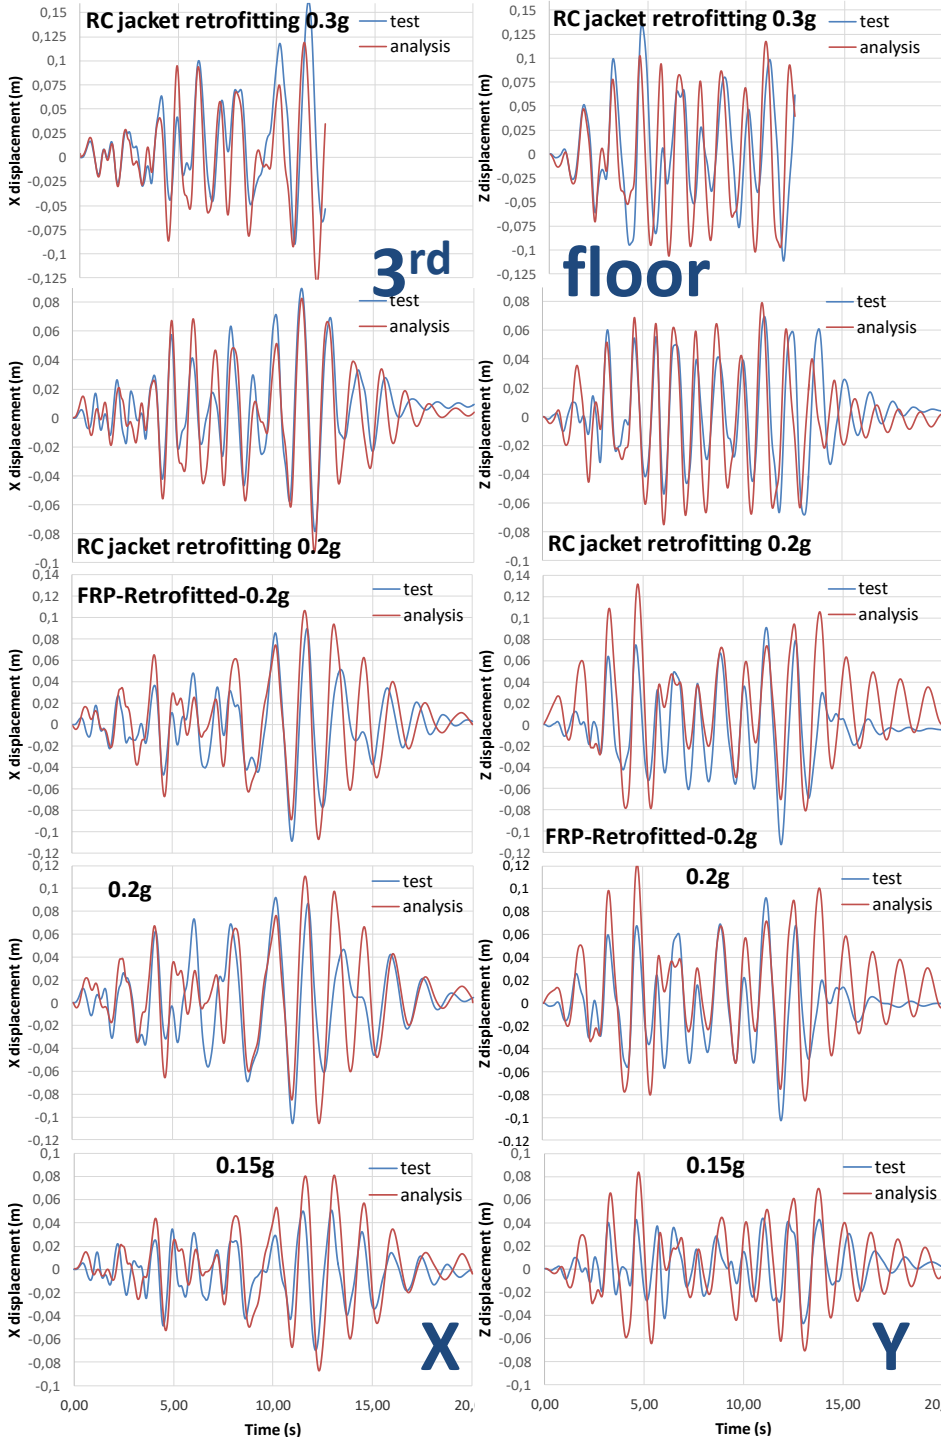 RC jacket retrofitting 0.3g
test
analysis
X displacement (m)
0,15
0,125
0,1
0,075
0,05
0,025
0
-0,025
-0,05
-0,075
-0,1
-0,125
RC jacket retrofitting 0.3g
test
analysis
Z displacement (m)
0,15
0,125
0,1
0,075
0,05
0,025
0
-0,025
-0,05
-0,075
-0,1
-0,125
3rd floor
test
analysis
X displacement (m)
0,08
0,06
0,04
0,02
0
-0,02
-0,04
-0,06
-0,08
-0,1
RC jacket retrofitting 0.2g
test
analysis
Z displacement (m)
0,1
0,08
0,06
0,04
0,02
0
-0,02
-0,04
-0,06
-0,08
-0,1
RC jacket retrofitting 0.2g
FRP-Retrofitted-0.2g
test
analysis
X displacement (m)
0,14
0,12
0,1
0,08
0,06
0,04
0,02
0
-0,02
-0,04
-0,06
-0,08
-0,1
-0,12
test
analysis
Z displacement (m)
0,14
0,12
0,1
0,08
0,06
0,04
0,02
0
-0,02
-0,04
-0,06
-0,08
-0,1
-0,12
FRP-Retrofitted-0.2g
0.2g
test
analysis
X displacement (m)
0,12
0,1
0,08
0,06
0,04
0,02
0
-0,02
-0,04
-0,06
-0,08
-0,1
-0,12
0.2g
test
analysis
Z displacement (m)
0,12
0,1
0,08
0,06
0,04
0,02
0
-0,02
-0,04
-0,06
-0,08
-0,1
-0,12
0.15g
test
analysis
X displacement (m)
0,1
0,08
0,06
0,04
0,02
0
-0,02
-0,04
-0,06
-0,08
-0,1
X
0,00 5,00 10,00 15,00 20,
Time (s)
0.15g
test
analysis
Z displacement (m)
0,1
0,08
0,06
0,04
0,02
0
-0,02
-0,04
-0,06
-0,08
-0,1
Y
0,00 5,00 10,00 15,00 20,
Time (s)